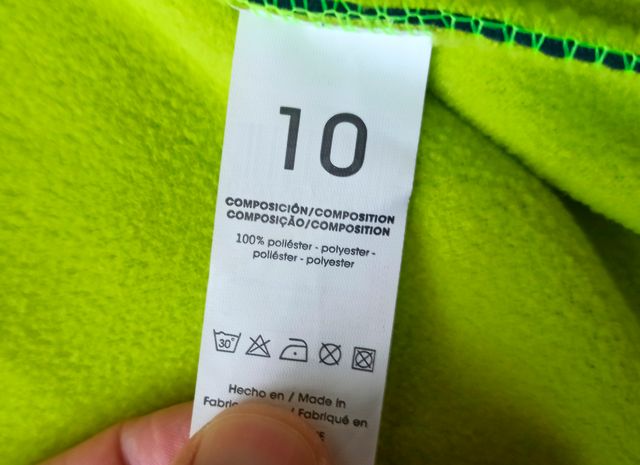 10
COMPOSICIÓN/COMPOSITION
COMPOSIÇÃO/COMPOSITION
100% poliéster - polyester -
poliéster - polyester
30°
Hecho en / Made in
/ Fabriqué en